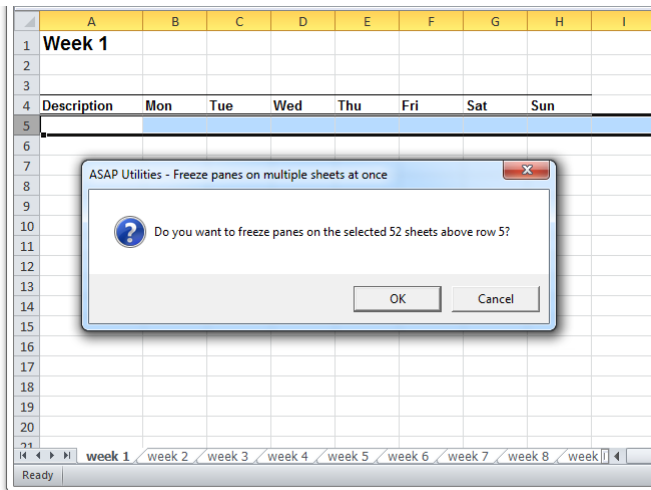 A B C D E F G H I
1 Week 1
2
3
4 Description Mon Tue Wed Thu Fri Sat Sun
5
6
7
ASAP Utilities - Freeze panes on multiple sheets at once
8
9
10 Do you want to freeze panes on the selected 52 sheets above row 5?
11
12
13
OK Cancel
14
15
16
17
18
19
20
21
week 1 week 2 week 3 week 4 week 5 week 6 week 7 week 8 week
Ready